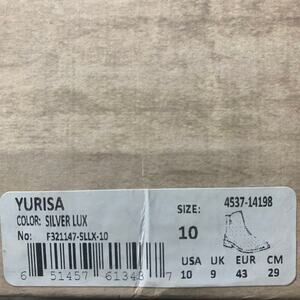 YURISA
COLOR: SILVER LUX
No: F321147-SLLX-10
6 51457 61343 7
SIZE:
10
4537-14198
USA UK EUR CM
10 9 43 29